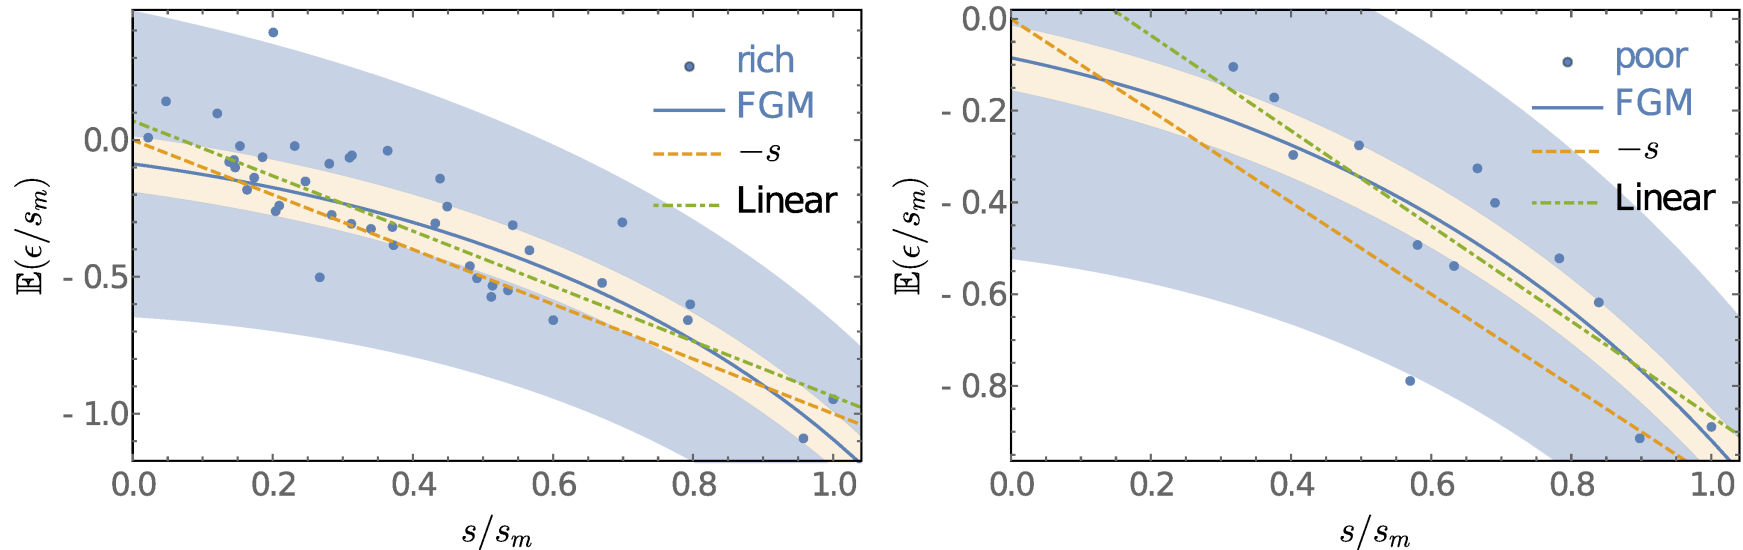 rich
FGM
−s
Linear
0.0
- 0.5
- 1.0
𝔼(ϵ/s_m)
0.0 0.2 0.4 0.6 0.8 1.0
s/s_m
poor
FGM
−s
Linear
0.0
- 0.2
- 0.4
- 0.6
- 0.8
𝔼(ϵ/s_m)
0.0 0.2 0.4 0.6 0.8 1.0
s/s_m